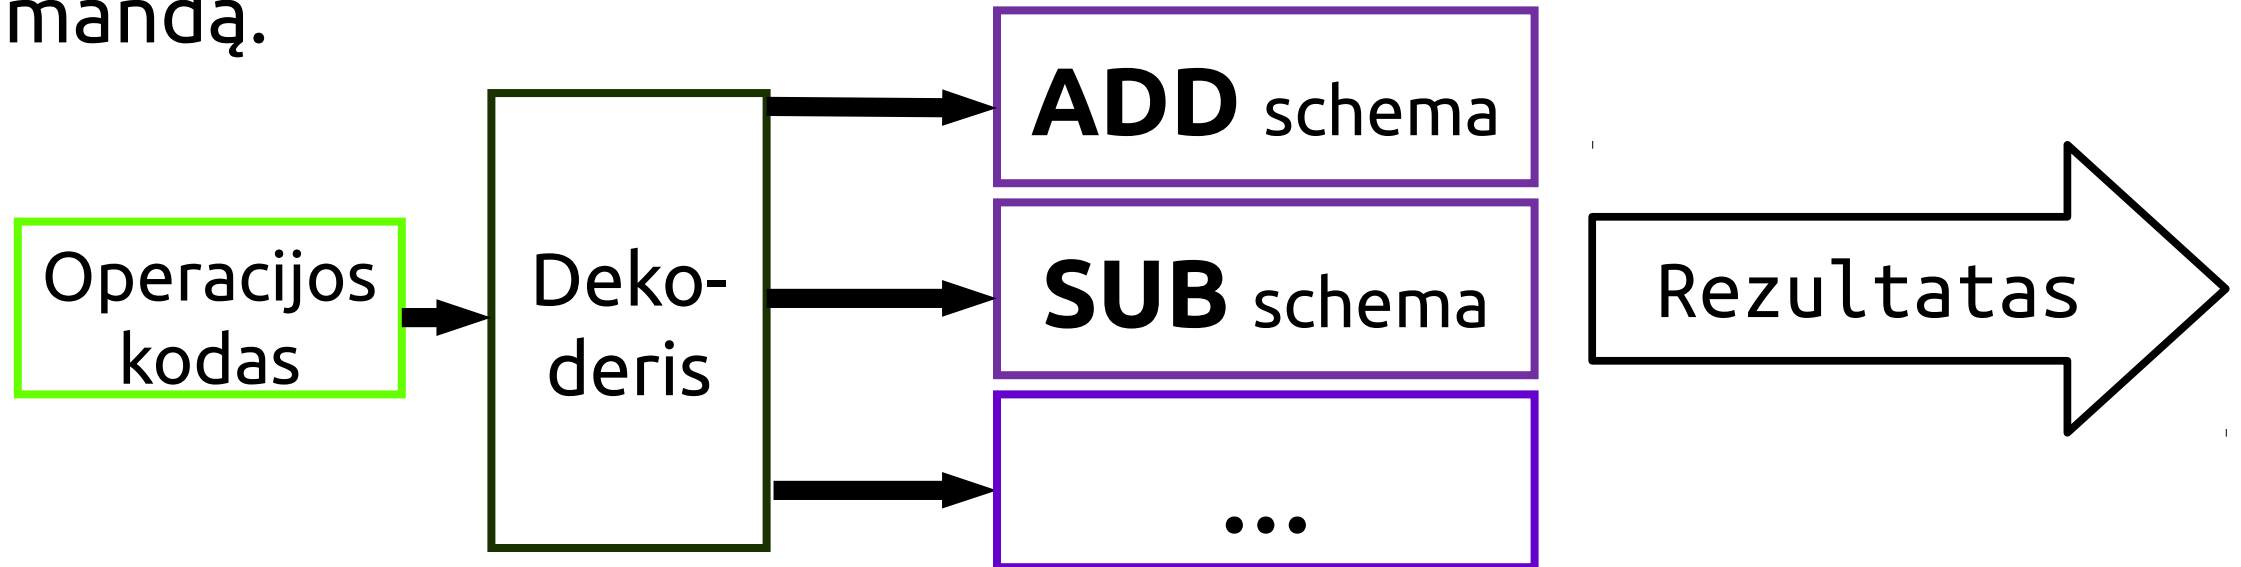 mandą.
ADD schema
Operacijos
kodas
Deko-
deris
SUB schema
Rezultatas
...